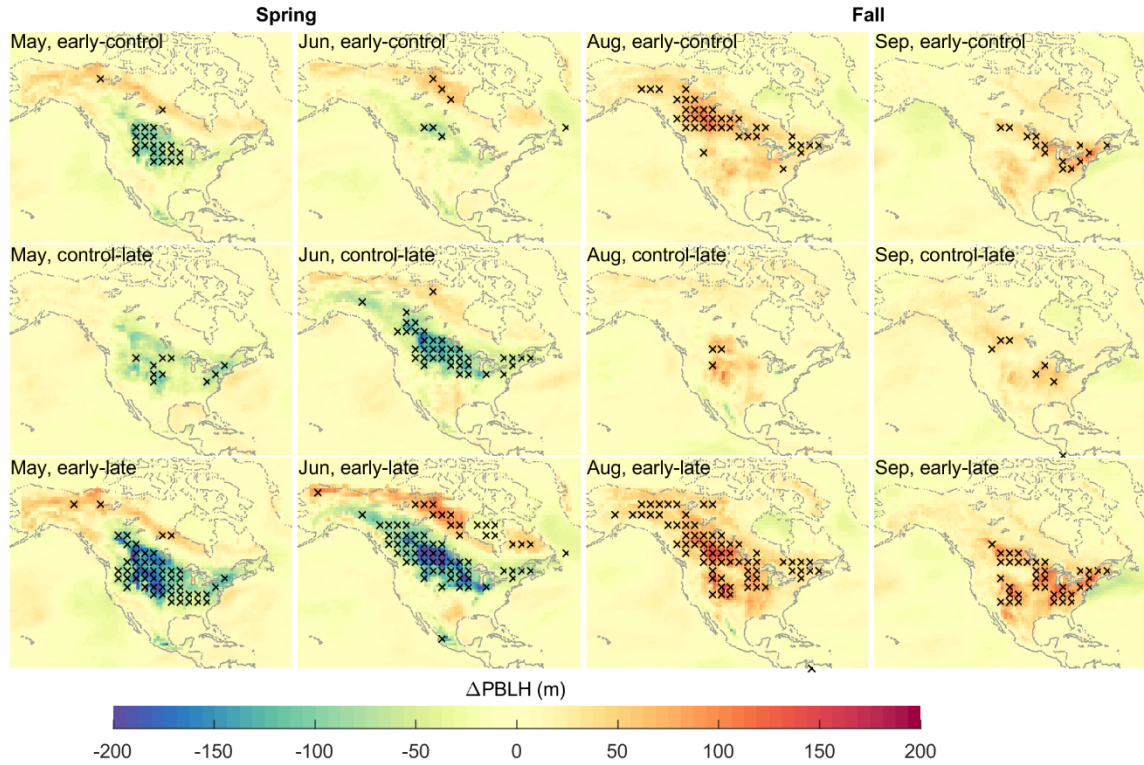 Spring Fall
May, early-control Jun, early-control Aug, early-control Sep, early-control
May, control-late Jun, control-late Aug, control-late Sep, control-late
May, early-late Jun, early-late Aug, early-late Sep, early-late
ΔPBLH (m)
-200 -150 -100 -50 0 50 100 150 200